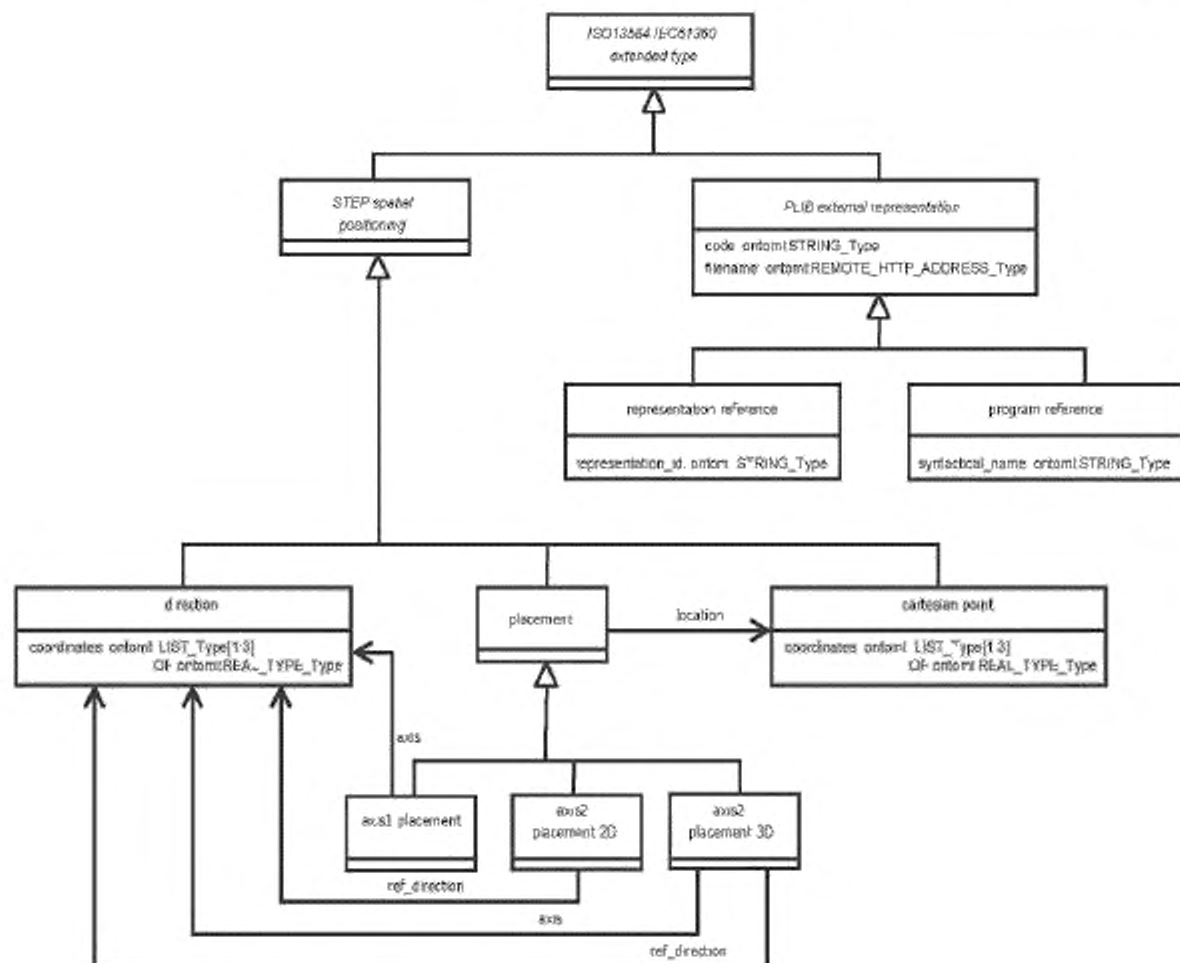 ISO13584/IEC61360
extended type
STEP spatial
positioning
PLIB external representation
code ontoml:STRING_Type
filename ontoml:REMOTE_HTTP_ADDRESS_Type
representation reference
representation_id. ontoml STRING_Type
program reference
syntactical_name ontoml:STRING_Type
direction
coordinates ontoml LIST_Type[1:3]
OF ontoml:REAL_TYPE_Type
placement
location
cartesian point
coordinates ontoml LIST_Type[1:3]
OF ontoml:REAL_TYPE_Type
axis
axis1 placement
axis2
placement 2D
axis2
placement 3D
ref_direction
axis
ref_direction